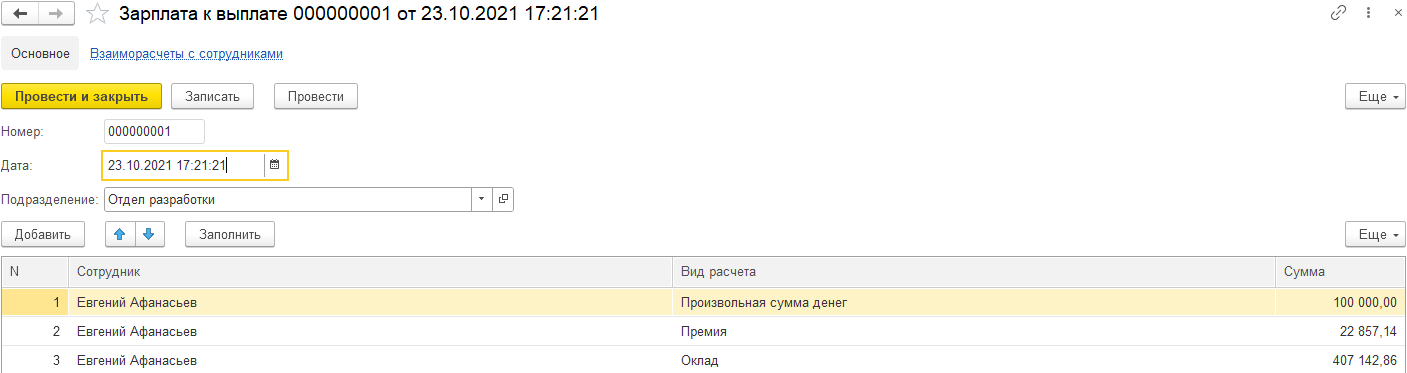 Зарплата к выплате 000000001 от 23.10.2021 17:21:21
Основное Взаиморасчеты с сотрудниками
Провести и закрыть Записать Провести Еще
Номер: 000000001
Дата: 23.10.2021 17:21:21
Подразделение: Отдел разработки
Добавить Заполнить Еще
N Сотрудник Вид расчета Сумма
1 Евгений Афанасьев Произвольная сумма денег 100 000,00
2 Евгений Афанасьев Премия 22 857,14
3 Евгений Афанасьев Оклад 407 142,86